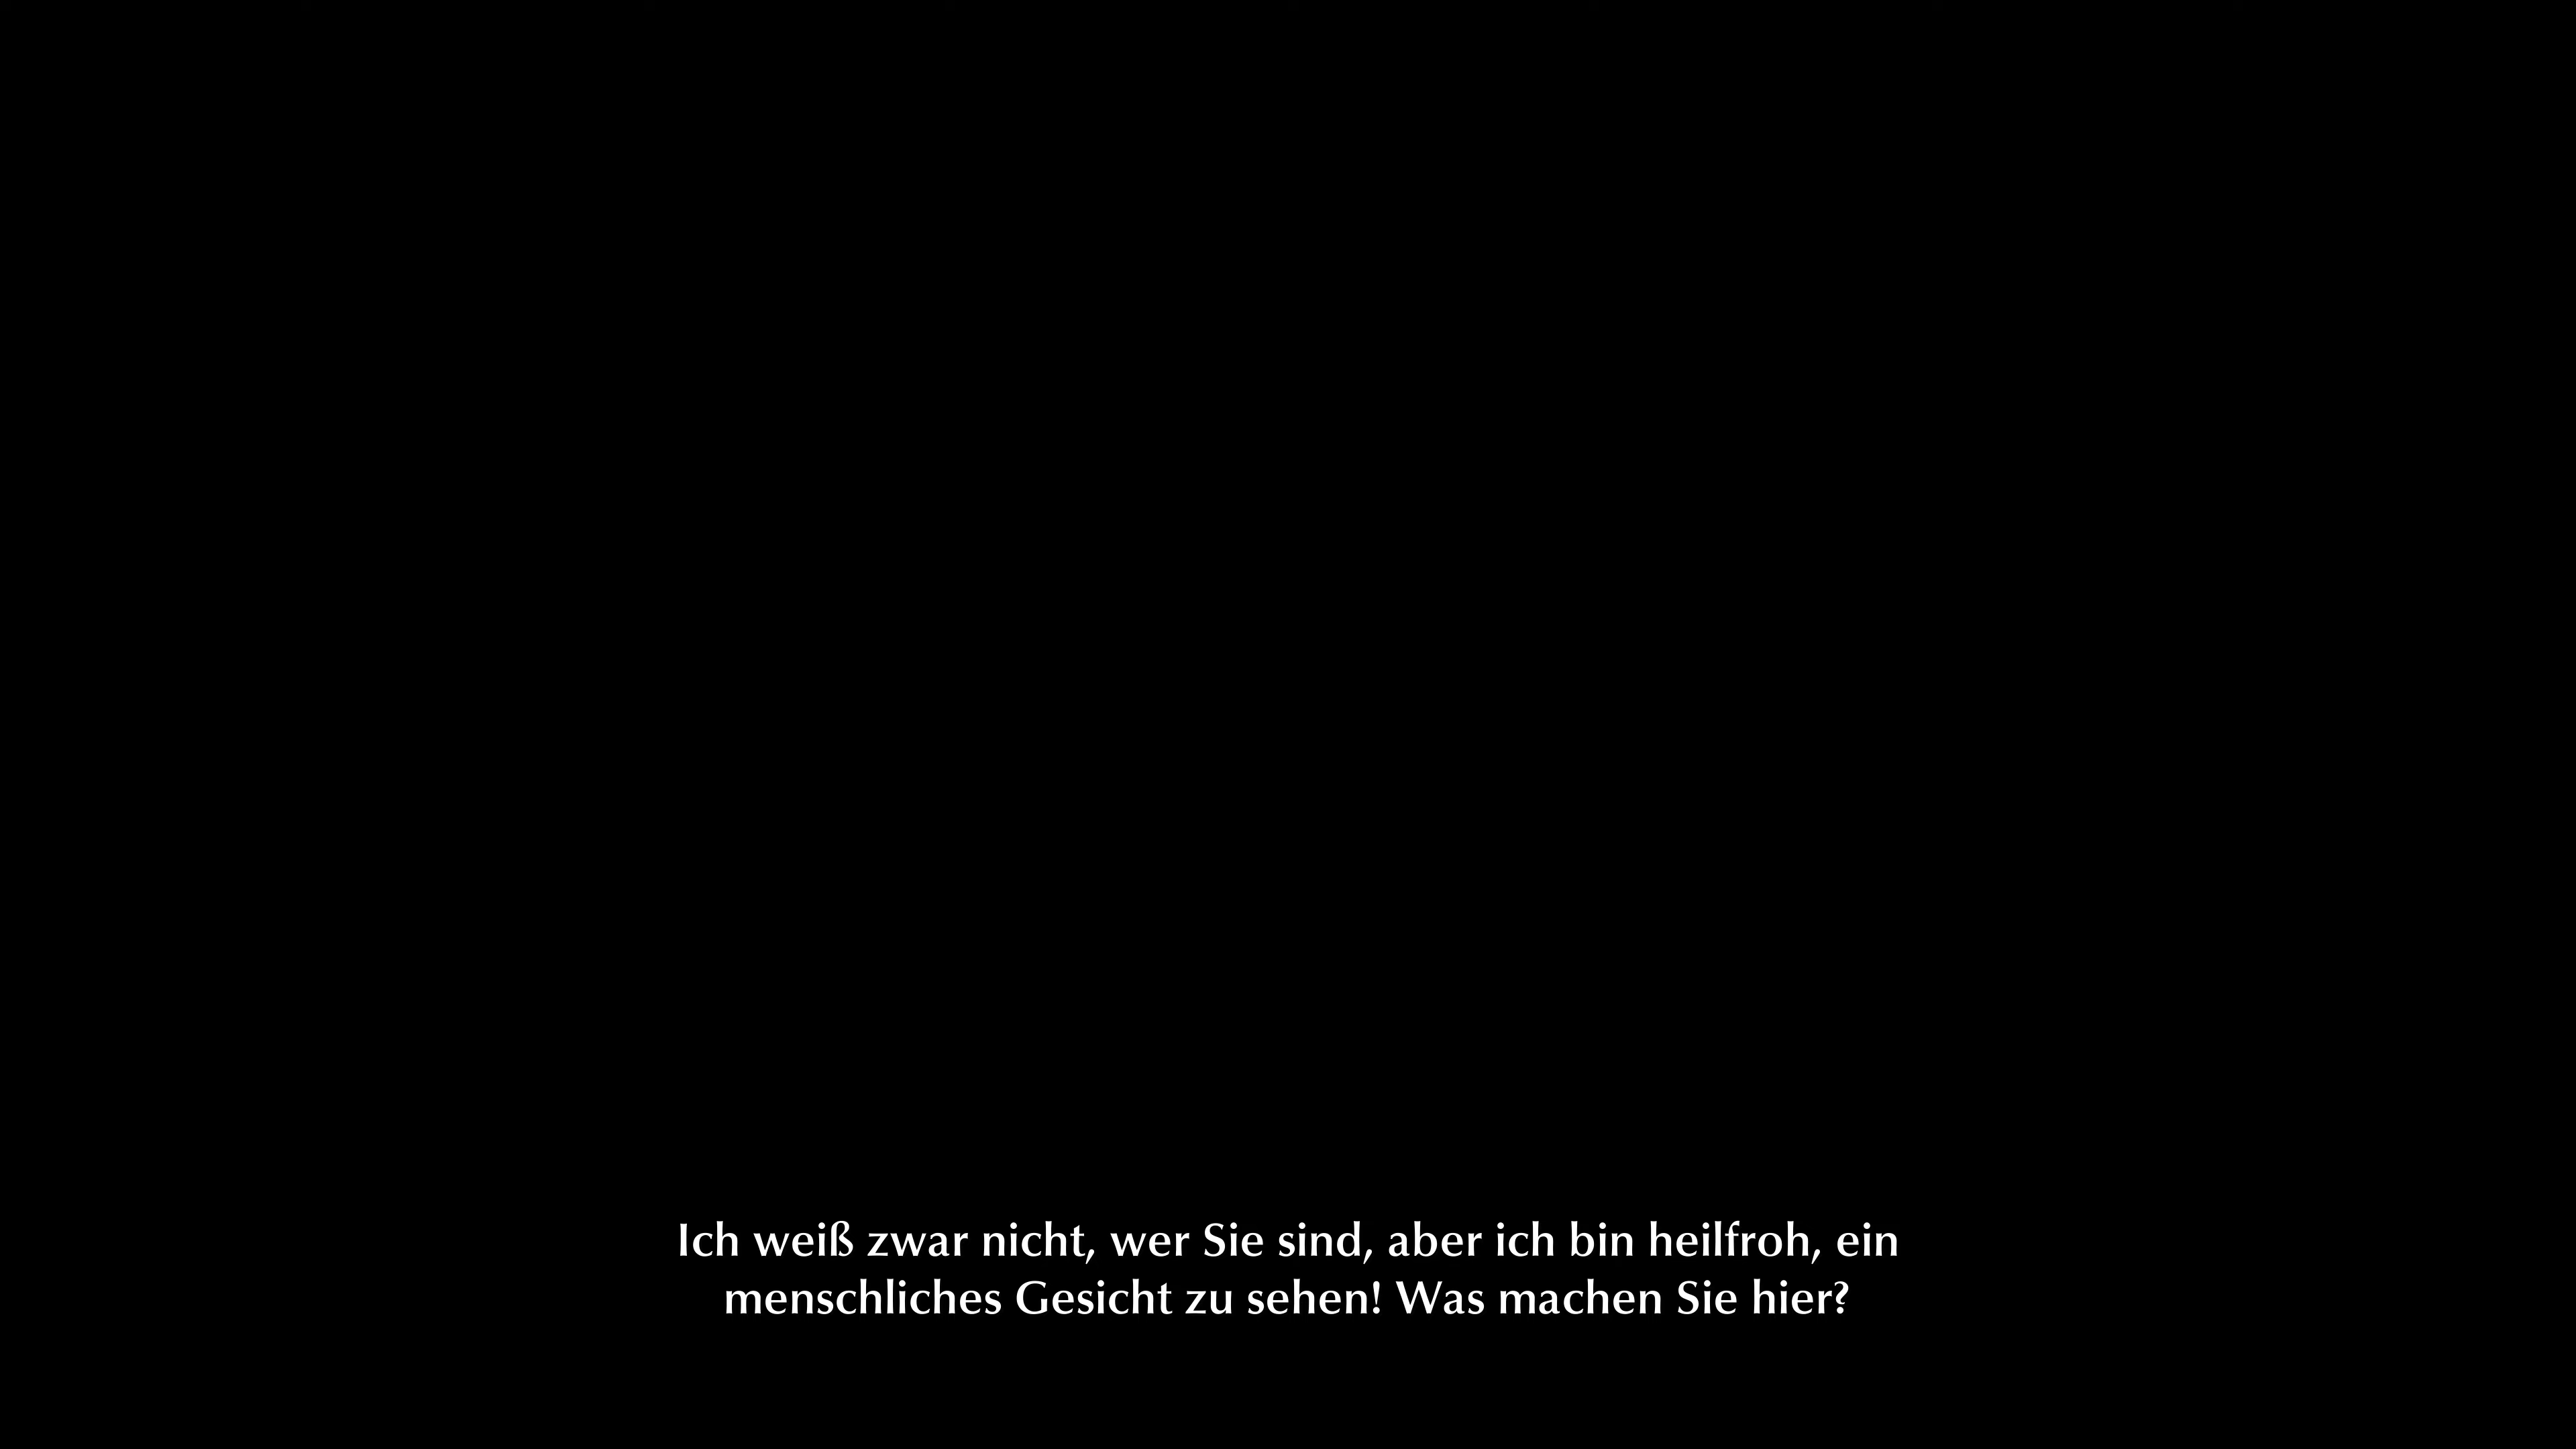 Ich weiß zwar nicht, wer Sie sind, aber ich bin heilfroh, ein
menschliches Gesicht zu sehen! Was machen Sie hier?